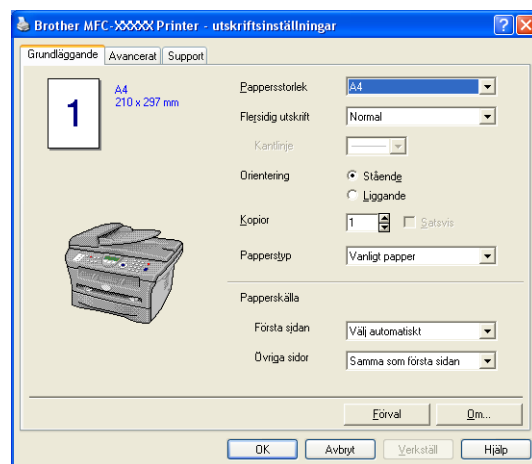 Brother MFC-XXXXX Printer - utskriftsinställningar
Grundläggande Avancerat Support
1
A4
210 x 297 mm
Pappersstorlek A4
Flersidig utskrift Normal
Kantlinje
Orientering Stående
Liggande
Kopior 1 Satsvis
Papperstyp Vanligt papper
Papperskälla
Första sidan Välj automatiskt
Övriga sidor Samma som första sidan
Förval Om...
OK Avbryt Verkställ Hjälp